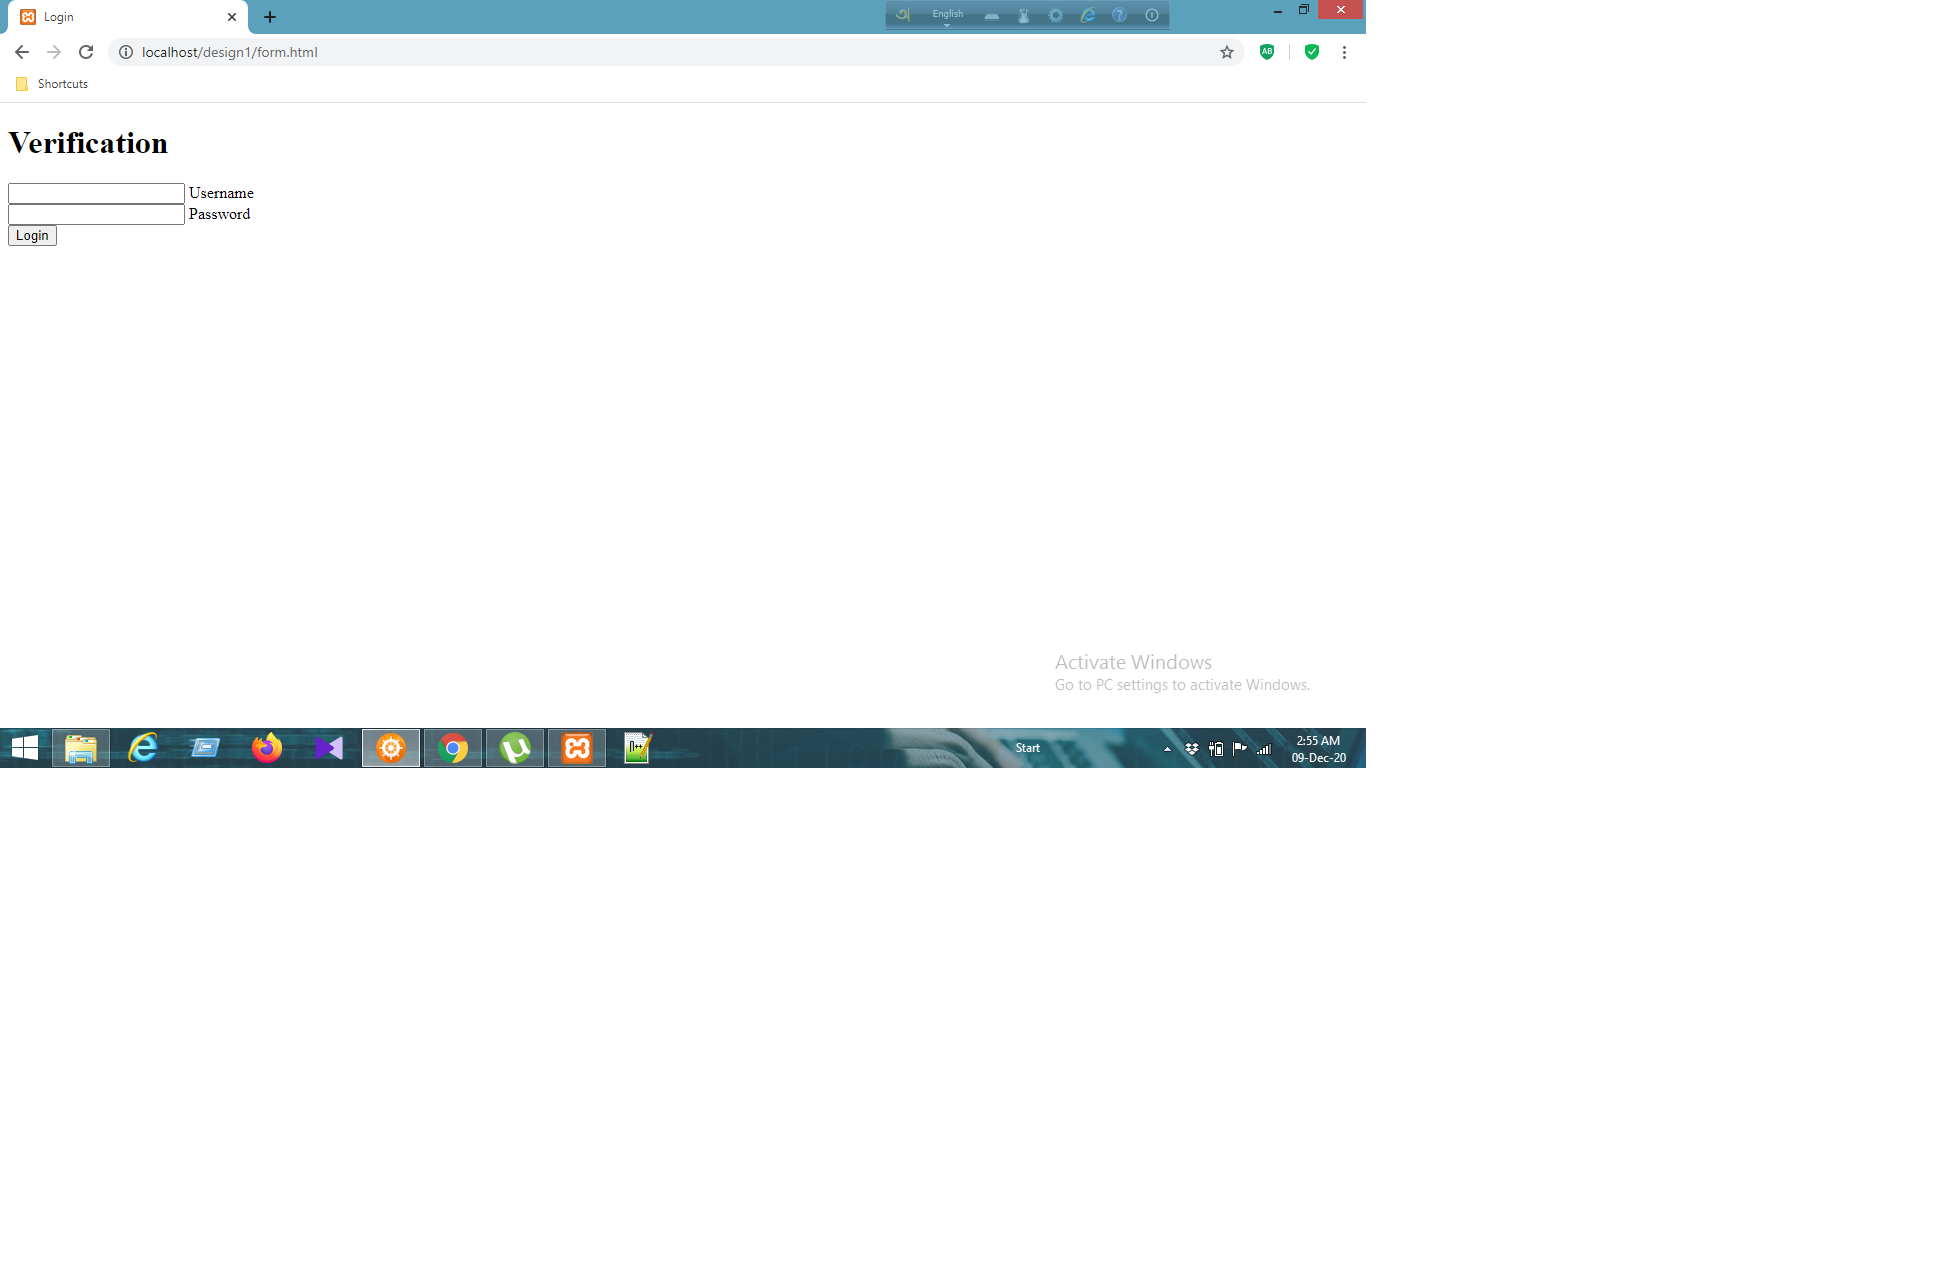 Login
অ English
localhost/design1/form.html
AB
Shortcuts
Verification
Username
Password
Login
Activate Windows
Go to PC settings to activate Windows.
Start
2:55 AM
09-Dec-20